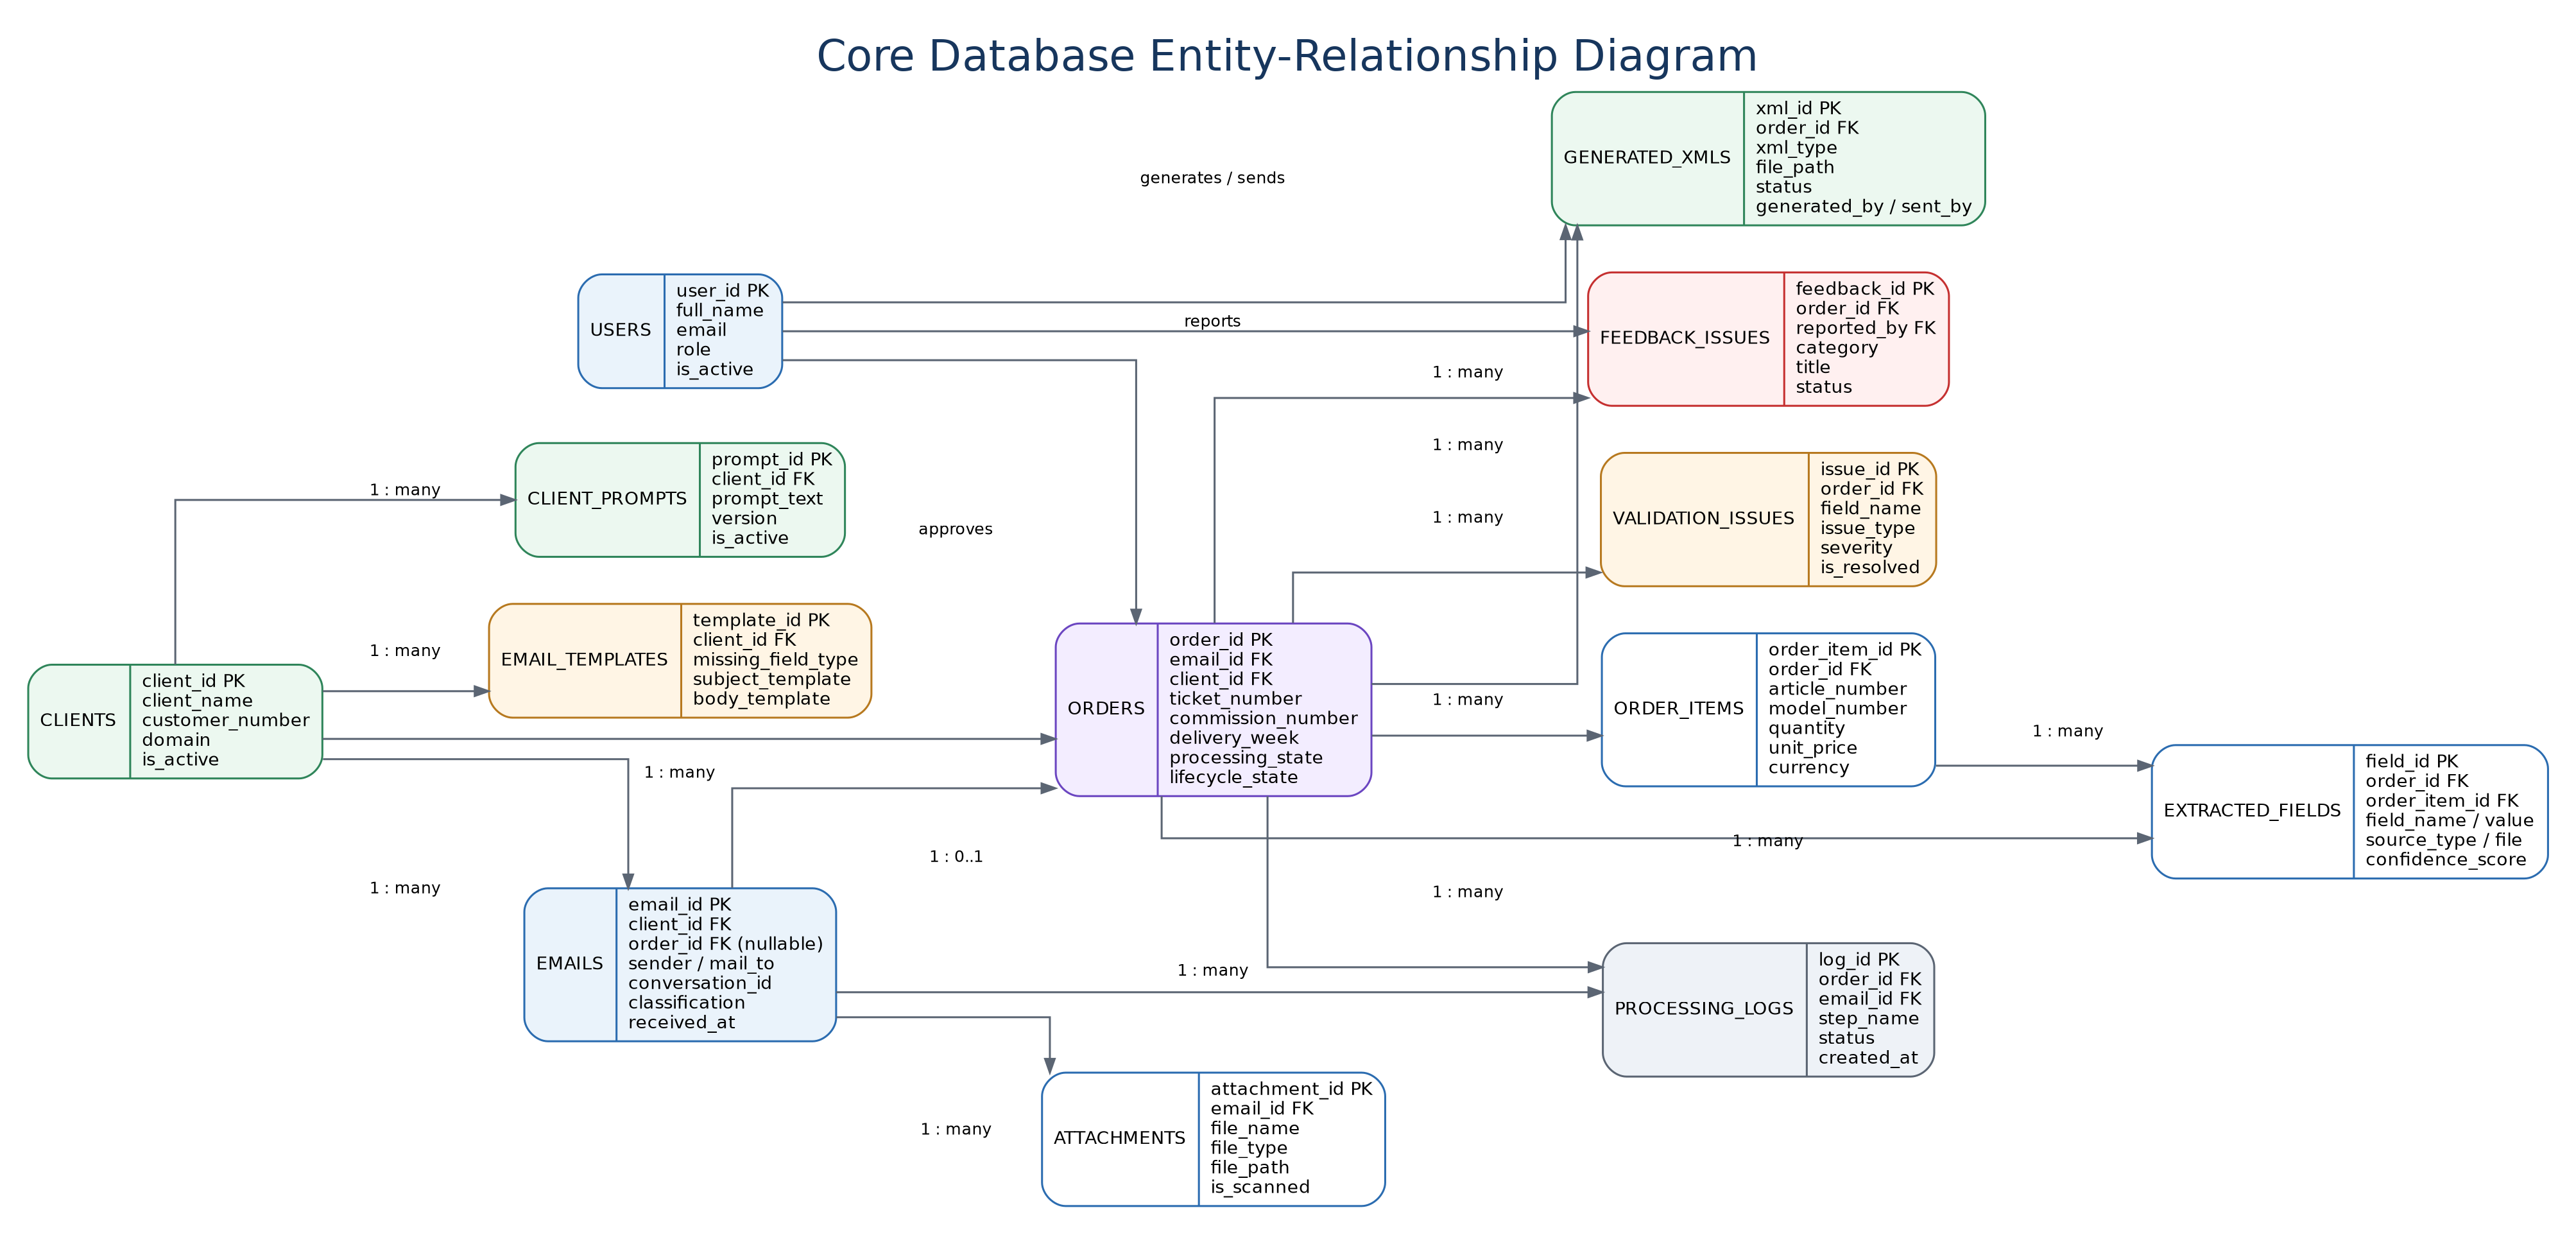 Core Database Entity-Relationship Diagram
GENERATED_XMLS
xml_id PK
order_id FK
xml_type
file_path
status
generated_by / sent_by
generates / sends
USERS
user_id PK
full_name
email
role
is_active
reports
FEEDBACK_ISSUES
feedback_id PK
order_id FK
reported_by FK
category
title
status
1 : many
1 : many
1 : many
CLIENT_PROMPTS
prompt_id PK
client_id FK
prompt_text
version
is_active
1 : many
approves
VALIDATION_ISSUES
issue_id PK
order_id FK
field_name
issue_type
severity
is_resolved
EMAIL_TEMPLATES
template_id PK
client_id FK
missing_field_type
subject_template
body_template
1 : many
CLIENTS
client_id PK
client_name
customer_number
domain
is_active
ORDERS
order_id PK
email_id FK
client_id FK
ticket_number
commission_number
delivery_week
processing_state
lifecycle_state
1 : many
ORDER_ITEMS
order_item_id PK
order_id FK
article_number
model_number
quantity
unit_price
currency
1 : many
1 : many
EXTRACTED_FIELDS
field_id PK
order_id FK
order_item_id FK
field_name / value
source_type / file
confidence_score
1 : many
1 : 0..1
1 : many
1 : many
EMAILS
email_id PK
client_id FK
order_id FK (nullable)
sender / mail_to
conversation_id
classification
received_at
1 : many
PROCESSING_LOGS
log_id PK
order_id FK
email_id FK
step_name
status
created_at
1 : many
ATTACHMENTS
attachment_id PK
email_id FK
file_name
file_type
file_path
is_scanned